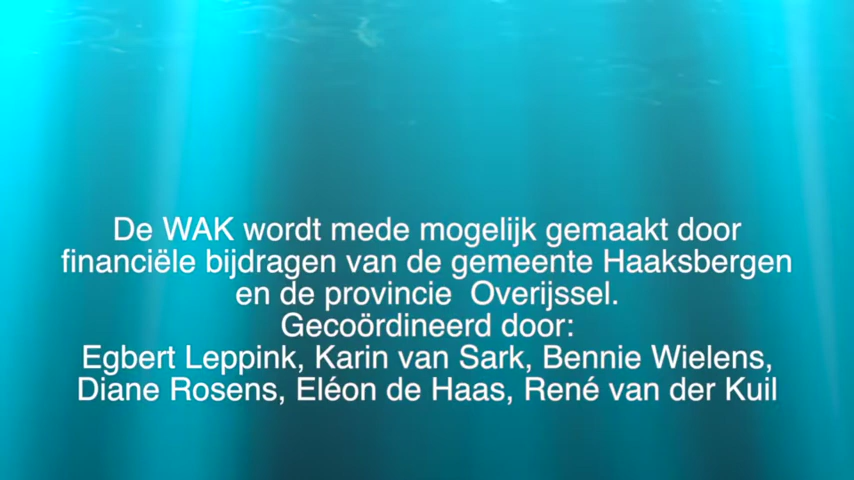 De WAK wordt mede mogelijk gemaakt door
financiële bijdragen van de gemeente Haaksbergen
en de provincie  Overijssel.
Gecoördineerd door:
Egbert Leppink, Karin van Sark, Bennie Wielens,
Diane Rosens, Eléon de Haas, René van der Kuil